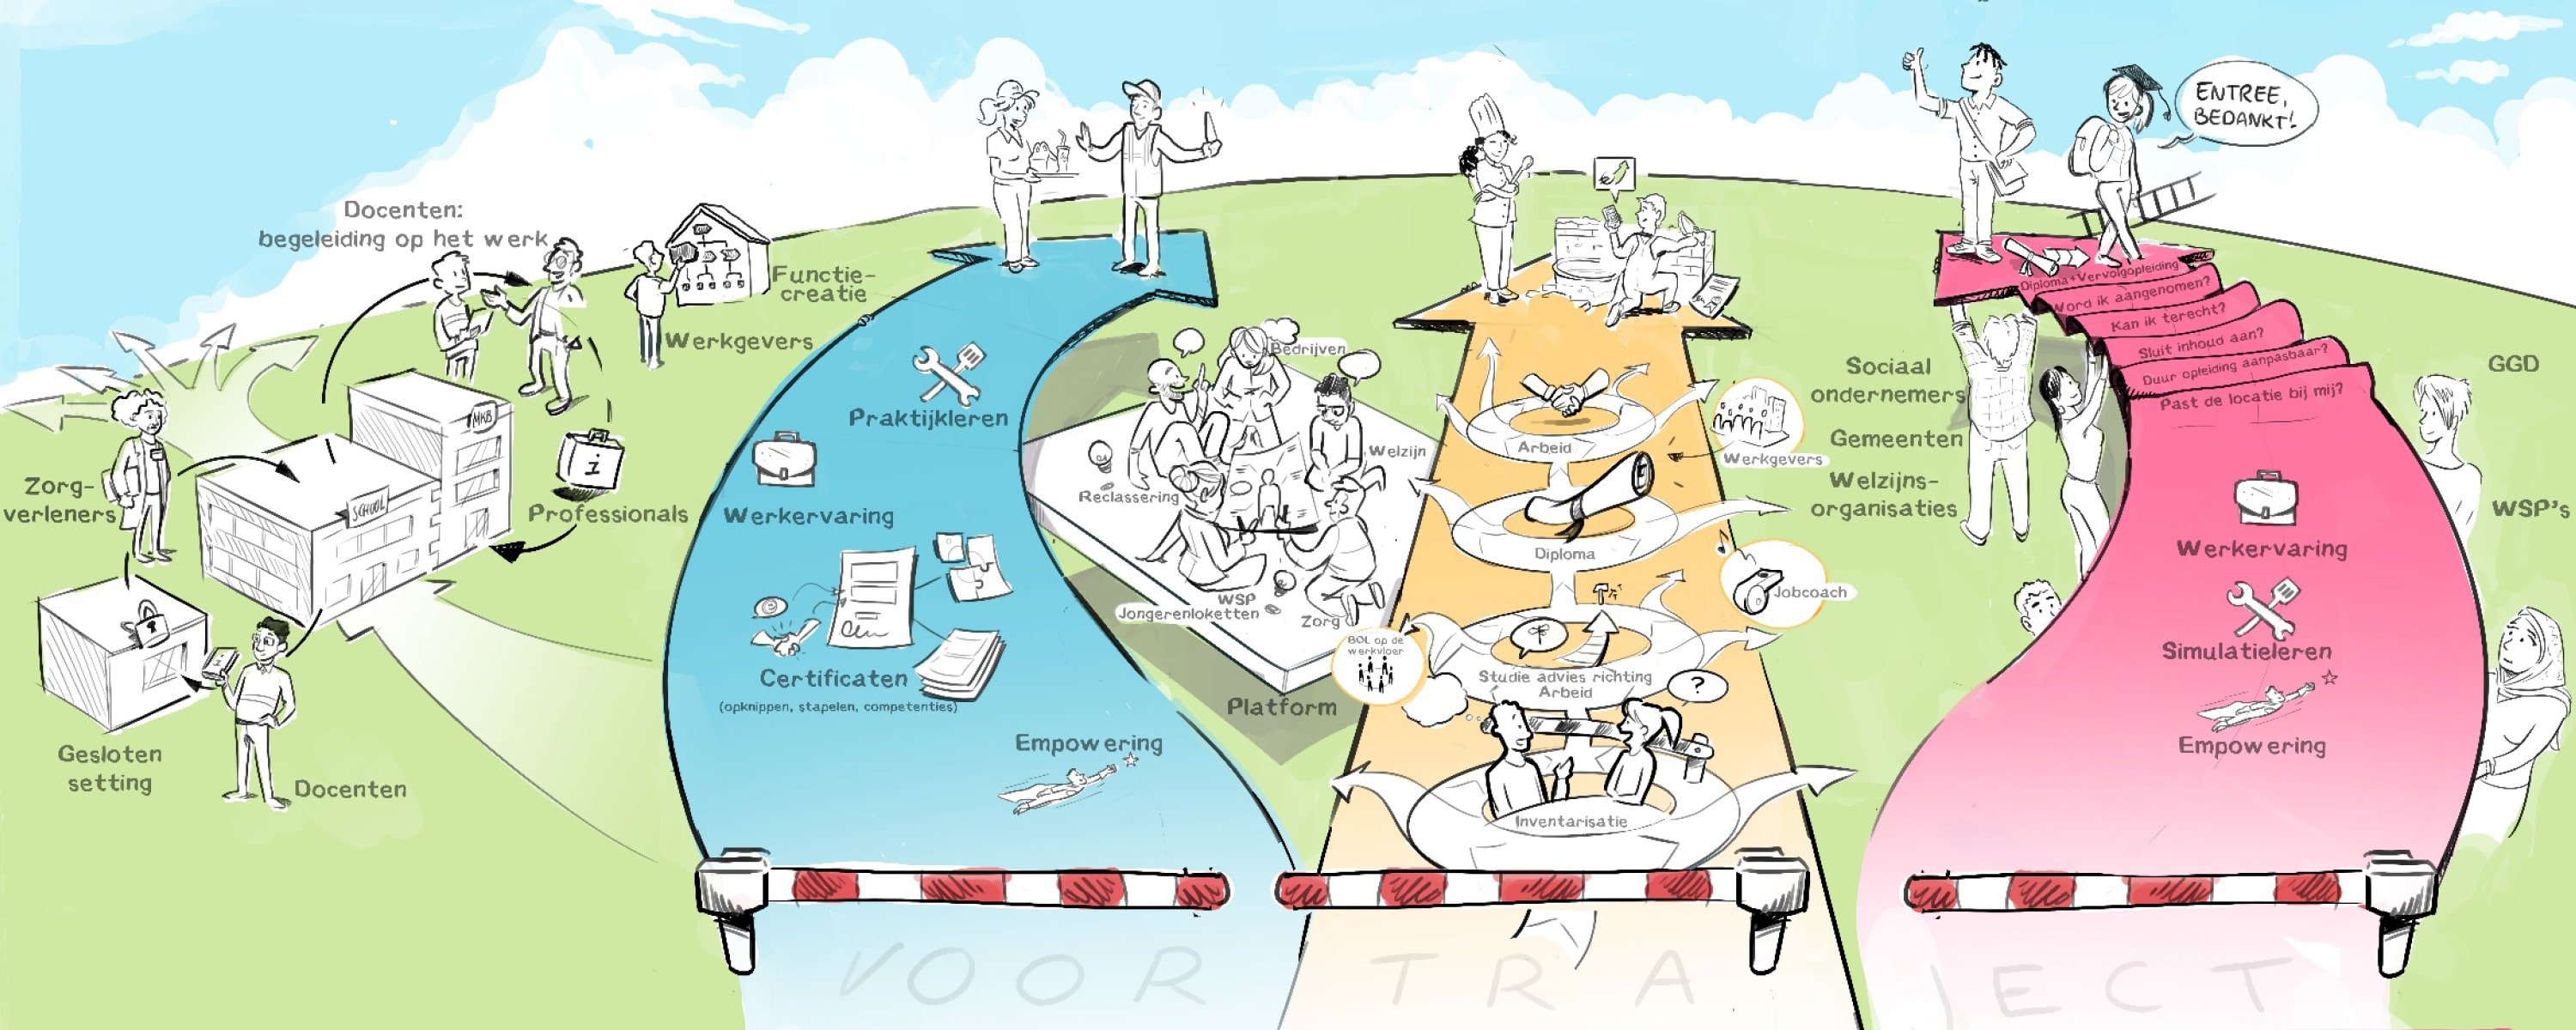 Docenten:
begeleiding op het werk
Functie-
creatie
Werkgevers
MKB
SCHOOL
Zorg-
verleners
Professionals
i
Gesloten
setting
Docenten
Praktijkleren
Werkervaring
Certificaten
(opknippen, stapelen, competenties)
Empowering
Bedrijven
Welzijn
Reclassering
WSP
Jongerenloketten
Zorg
Platform
Arbeid
Werkgevers
Diploma
Jobcoach
BOL op de
werkvloer
Studie advies richting
Arbeid
?
Inventarisatie
ENTREE,
BEDANKT!
Diploma+Vervolgopleiding
Word ik aangenomen?
Kan ik terecht?
Sluit inhoud aan?
Duur opleiding aanpasbaar?
Past de locatie bij mij?
Sociaal
ondernemers
Gemeenten
Welzijns-
organisaties
GGD
WSP's
Werkervaring
Simulatieleren
Empowering
VOORTRAJECT